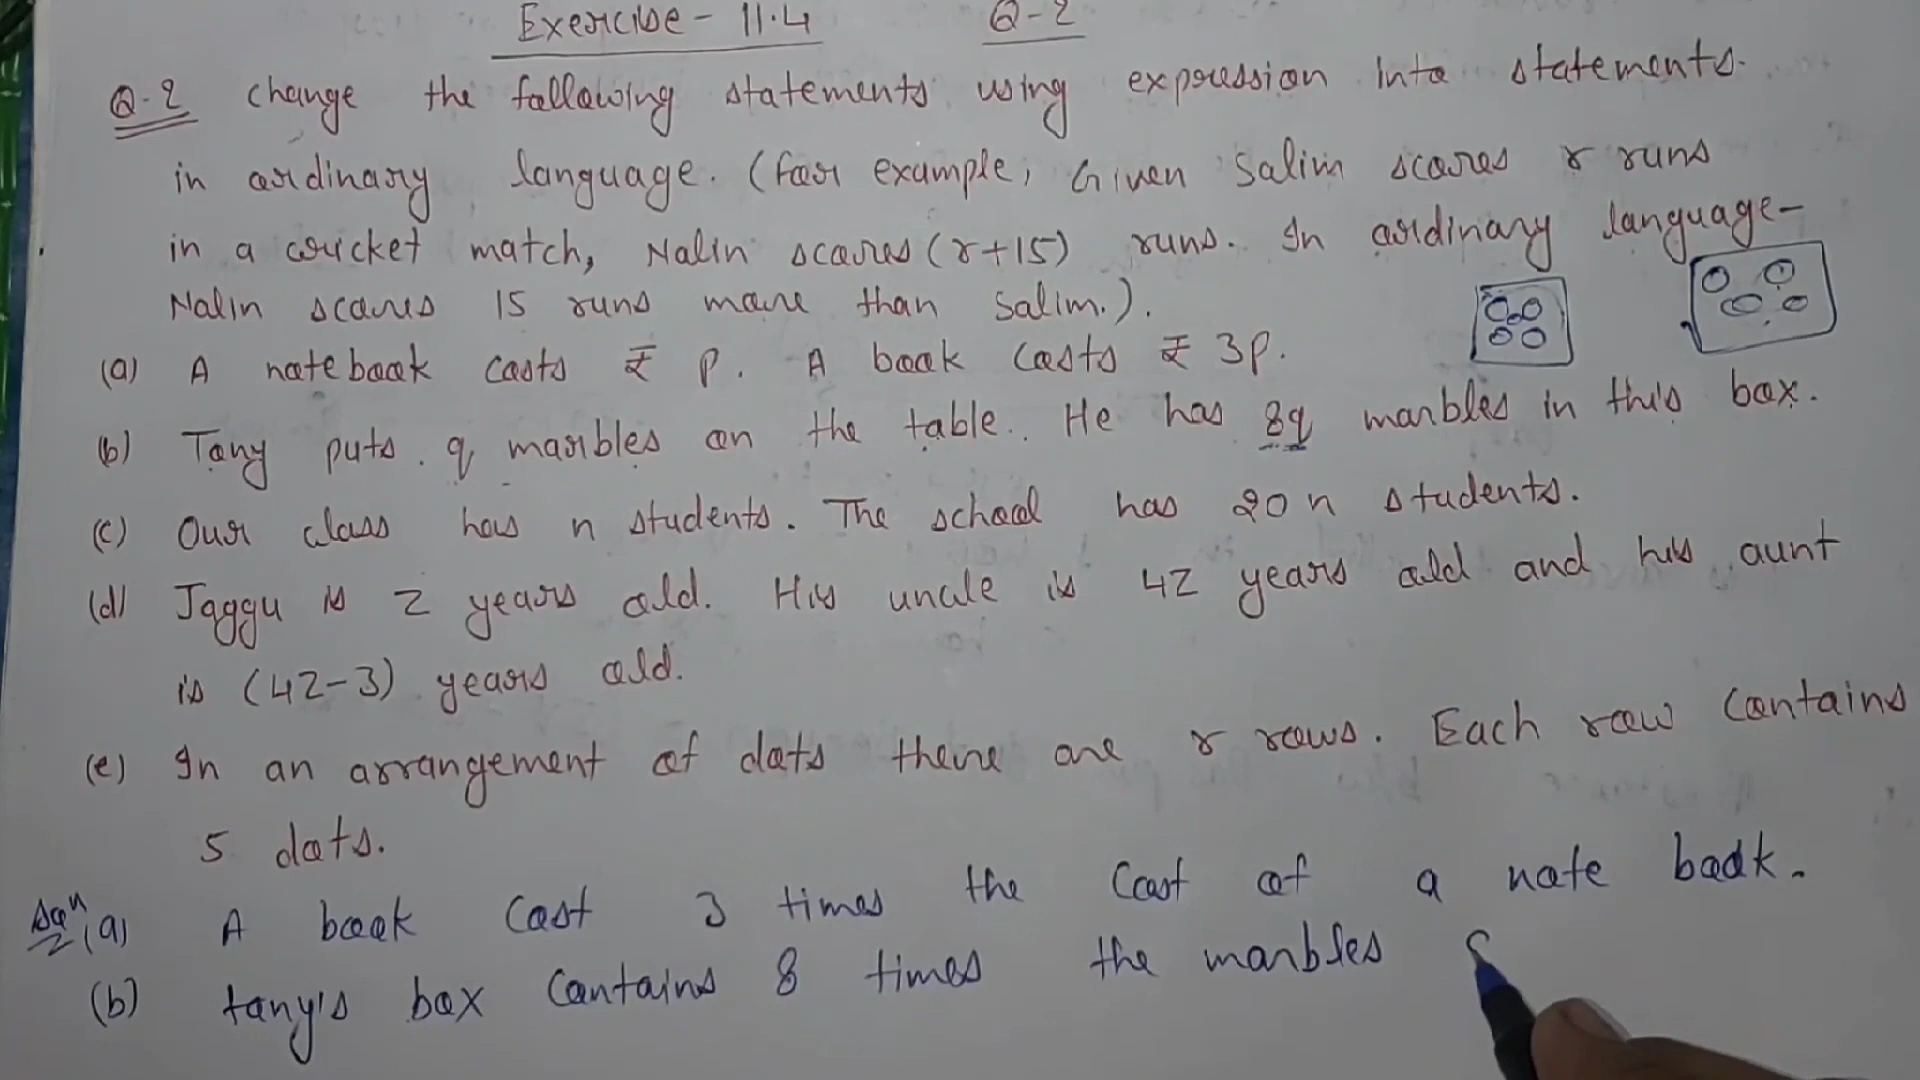 Exercise - 11.4 Q-2
Q.2 change the following statements using expression into statements.
in ordinary language. (for example, Given Salim scores r runs
in a cricket match, Nalin scores (r+15) runs. In ordinary language-
Nalin scores 15 runs more than Salim.).
(a) A notebook costs ₹ p. A book costs ₹ 3p.
(b) Tony puts q marbles on the table. He has 8q marbles in this box.
(c) Our class has n students. The school has 20 n students.
(d) Jaggu is z years old. His uncle is 4z years old and his aunt
is (4z-3) years old.
(e) In an arrangement of dots there are r rows. Each row contains
5 dots.
Soln 2 (a) A book cost 3 times the cost of a note book.
(b) tony's box contains 8 times the marbles